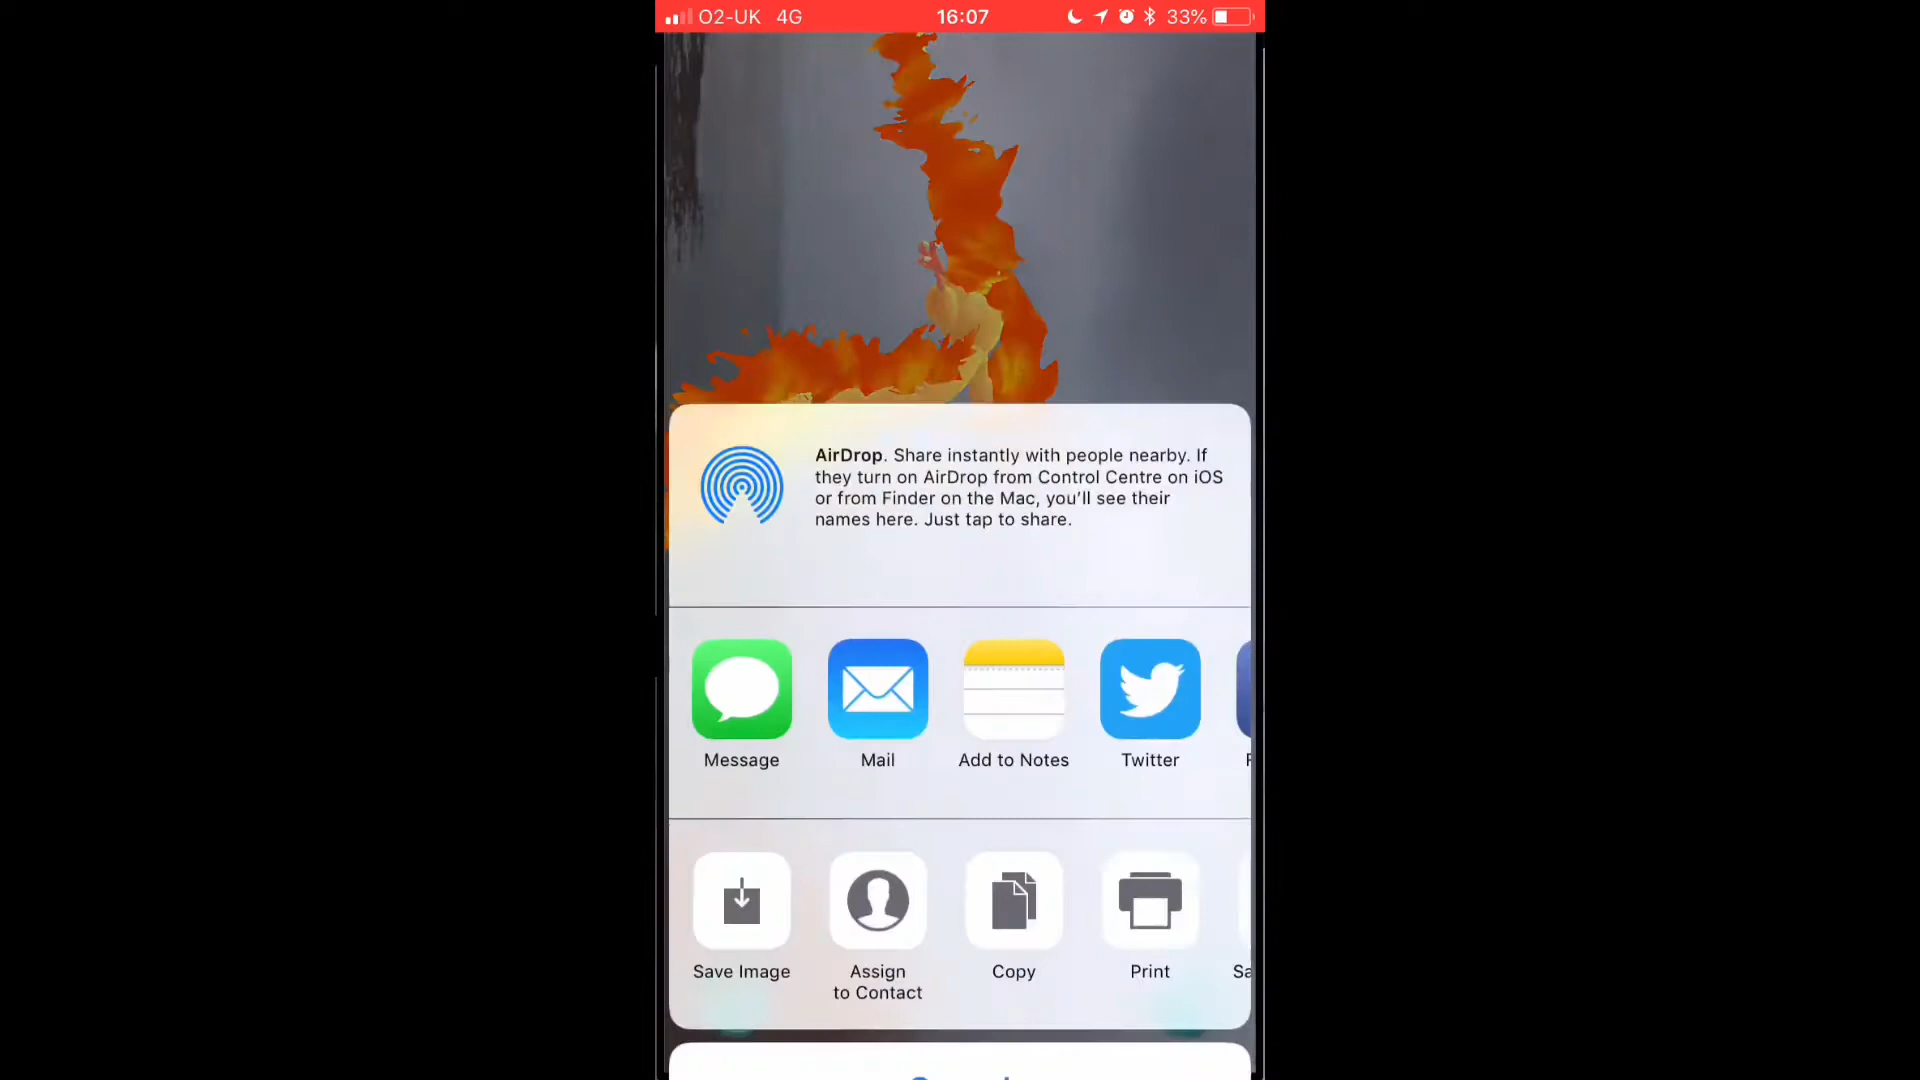 O2-UK 4G 16:07 33%
AirDrop. Share instantly with people nearby. If
they turn on AirDrop from Control Centre on iOS
or from Finder on the Mac, you'll see their
names here. Just tap to share.
Message Mail Add to Notes Twitter
Save Image Assign
to Contact Copy Print Sa